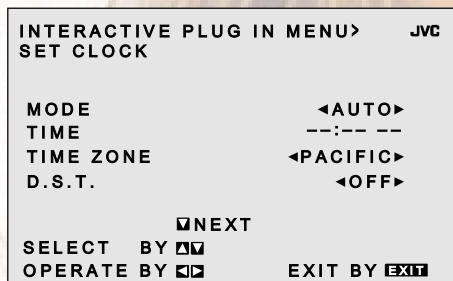 INTERACTIVE PLUG IN MENU> JVC
SET CLOCK
MODE ◄AUTO►
TIME --:-- --
TIME ZONE ◄PACIFIC►
D.S.T. ◄OFF►
▼NEXT
SELECT BY ▲▼
OPERATE BY ◄► EXIT BY EXIT